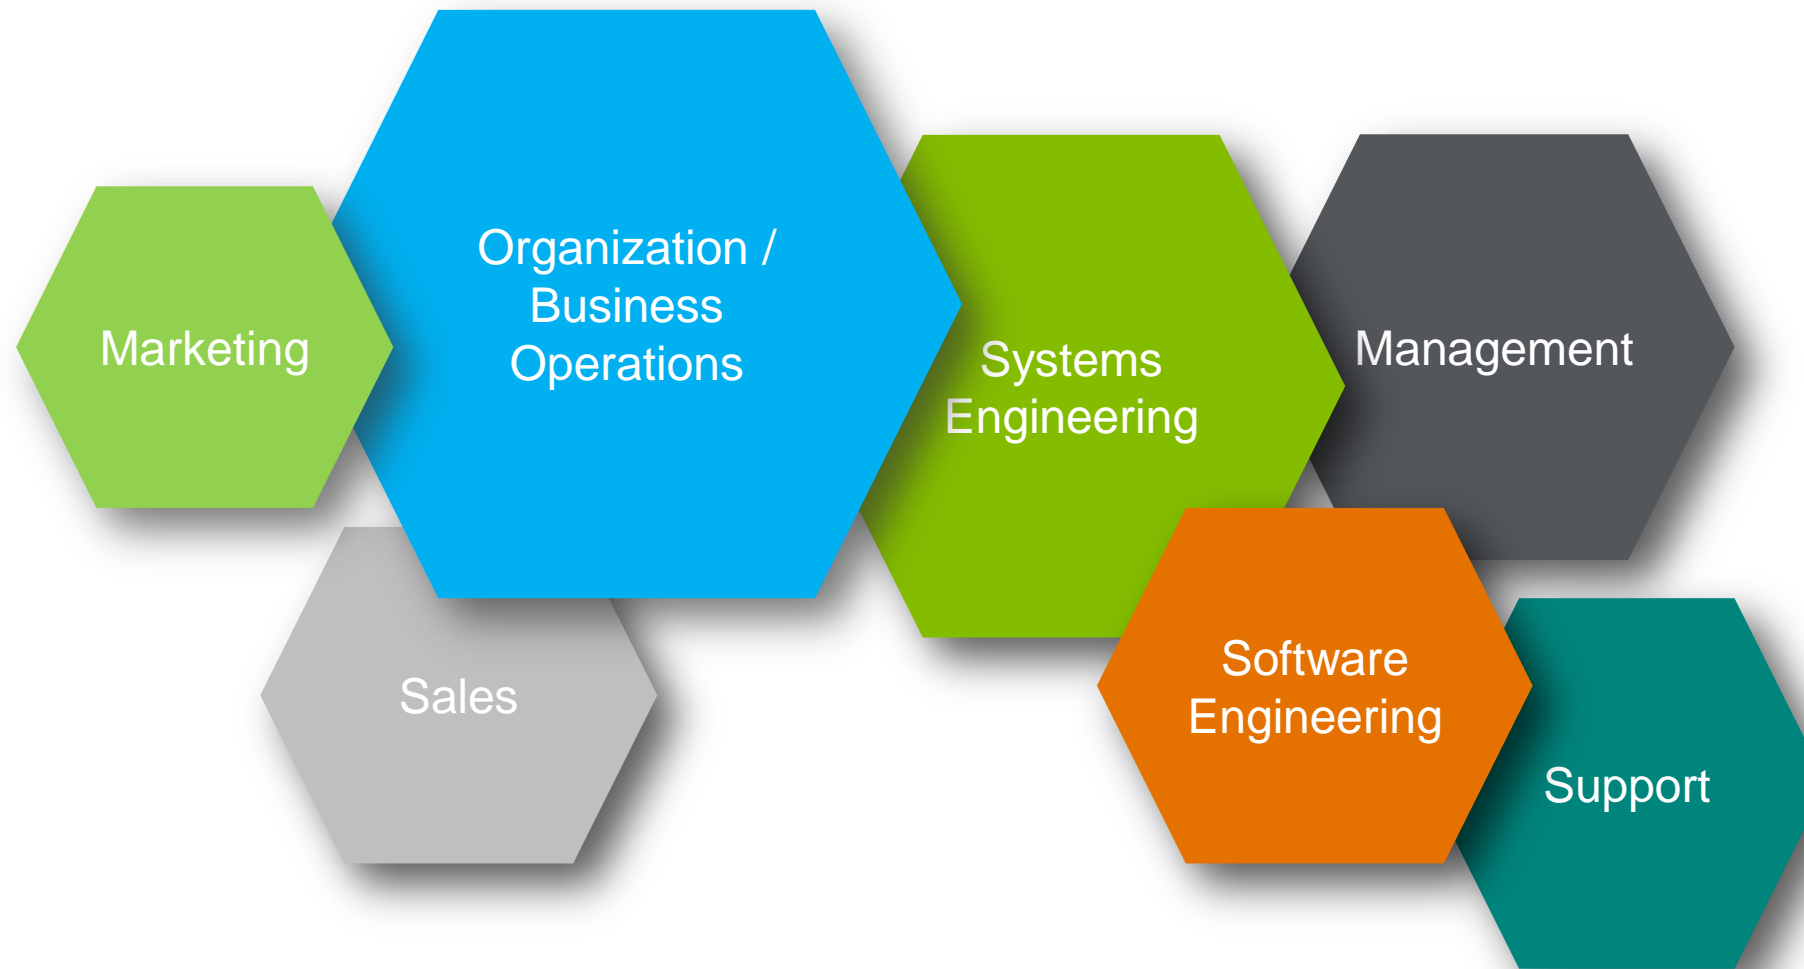 Marketing
Organization /
Business
Operations
Systems
Engineering
Management
Sales
Software
Engineering
Support